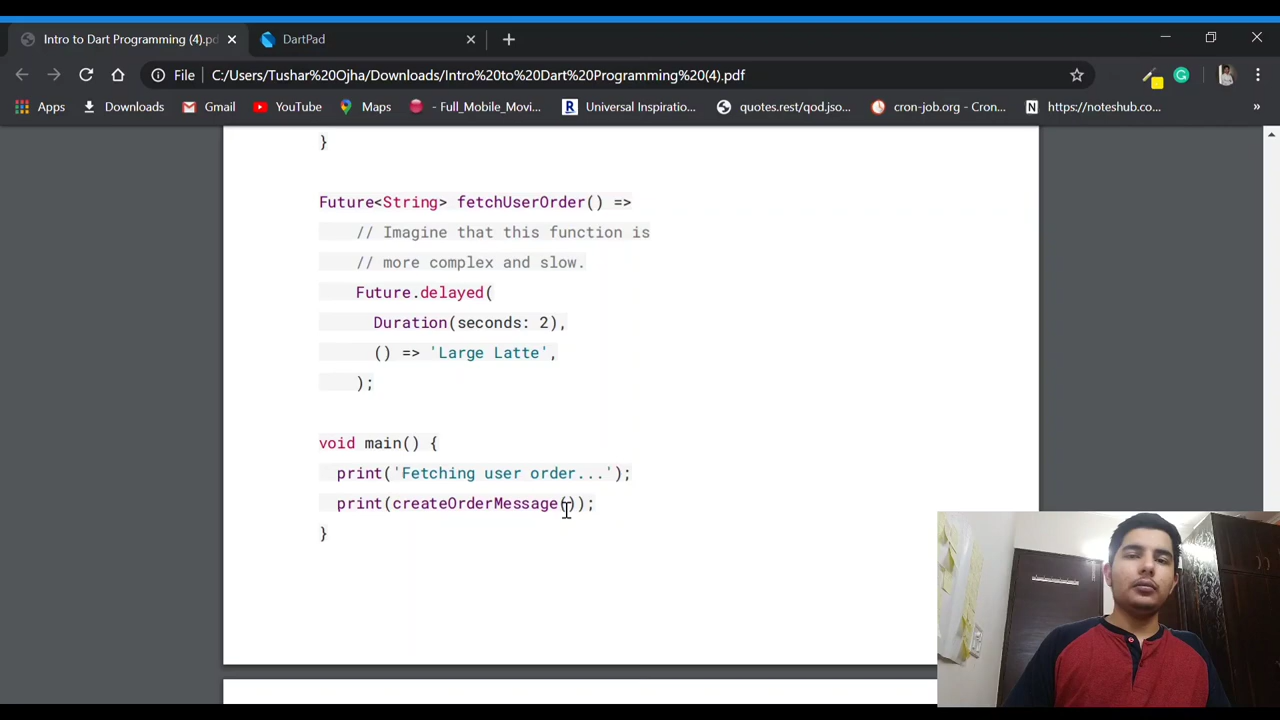 Intro to Dart Programming (4).pd
DartPad
File C:/Users/Tushar%20Ojha/Downloads/Intro%20to%20Dart%20Programming%20(4).pdf
Apps Downloads Gmail YouTube Maps - Full_Mobile_Movi... Universal Inspiratio... quotes.rest/qod.jso... cron-job.org - Cron... https://noteshub.co... »
}
Future<String> fetchUserOrder() =>
// Imagine that this function is
// more complex and slow.
Future.delayed(
Duration(seconds: 2),
() => 'Large Latte',
);
void main() {
print('Fetching user order...');
print(createOrderMessage());
}